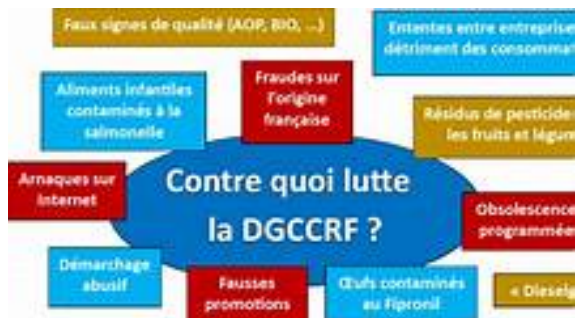 Faux signes de qualité (AOP, BIO, ...)
Ententes entre entreprise
détriment des consommat
Aliments infantiles
contaminés à la
salmonelle
Fraudes sur
l'origine
française
Résidus de pesticide
les fruits et légum
Arnaques sur
Internet
Contre quoi lutte
la DGCCRF ?
Obsolescence
programmée
Démarchage
abusif
Fausses
promotions
Œufs contaminés
au Fipronil
« Dieselg